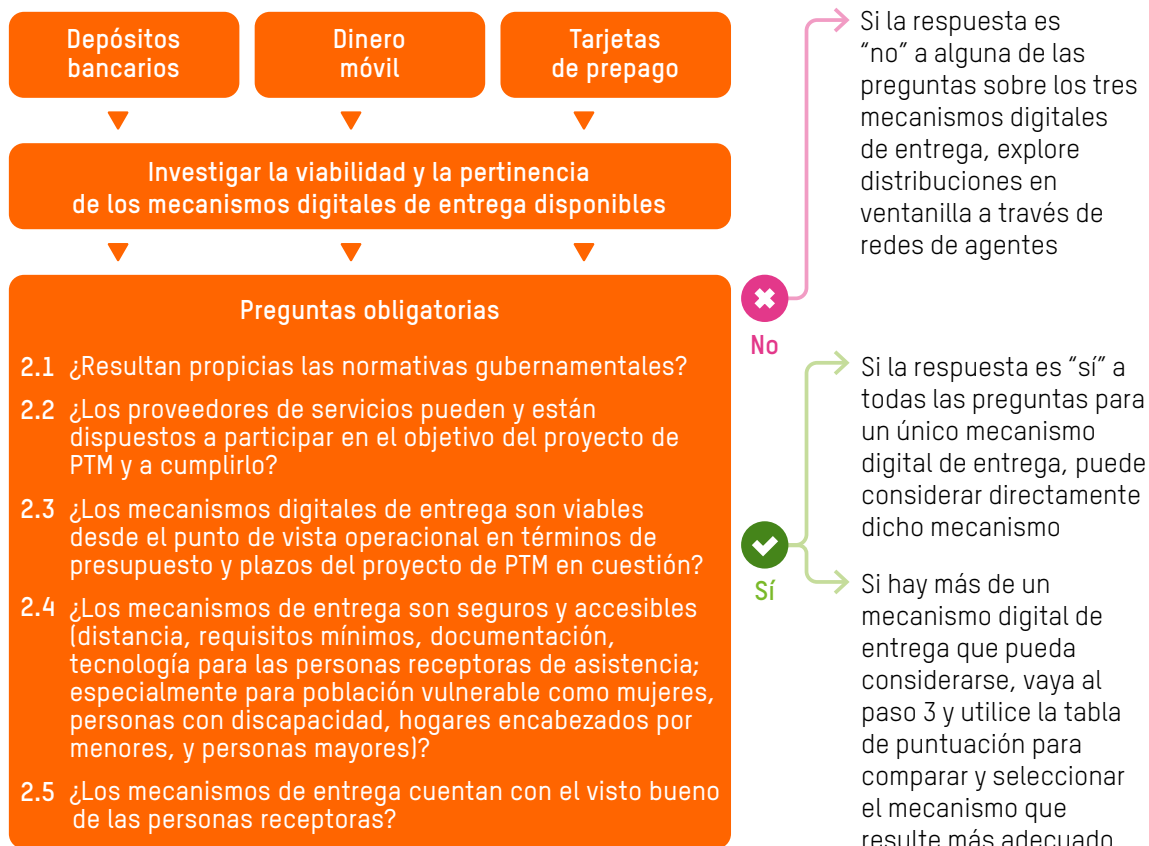 Depósitos
bancarios
Dinero
móvil
Tarjetas
de prepago
Investigar la viabilidad y la pertinencia
de los mecanismos digitales de entrega disponibles
Preguntas obligatorias
2.1 ¿Resultan propicias las normativas gubernamentales?
2.2 ¿Los proveedores de servicios pueden y están
dispuestos a participar en el objetivo del proyecto de
PTM y a cumplirlo?
2.3 ¿Los mecanismos digitales de entrega son viables
desde el punto de vista operacional en términos de
presupuesto y plazos del proyecto de PTM en cuestión?
2.4 ¿Los mecanismos de entrega son seguros y accesibles
(distancia, requisitos mínimos, documentación,
tecnología para las personas receptoras de asistencia;
especialmente para población vulnerable como mujeres,
personas con discapacidad, hogares encabezados por
menores, y personas mayores)?
2.5 ¿Los mecanismos de entrega cuentan con el visto bueno
de las personas receptoras?
No
Si la respuesta es
“no” a alguna de las
preguntas sobre los tres
mecanismos digitales
de entrega, explore
distribuciones en
ventanilla a través de
redes de agentes
Sí
Si la respuesta es “sí” a
todas las preguntas para
un único mecanismo
digital de entrega, puede
considerar directamente
dicho mecanismo
Si hay más de un
mecanismo digital de
entrega que pueda
considerarse, vaya al
paso 3 y utilice la tabla
de puntuación para
comparar y seleccionar
el mecanismo que
resulte más adecuado